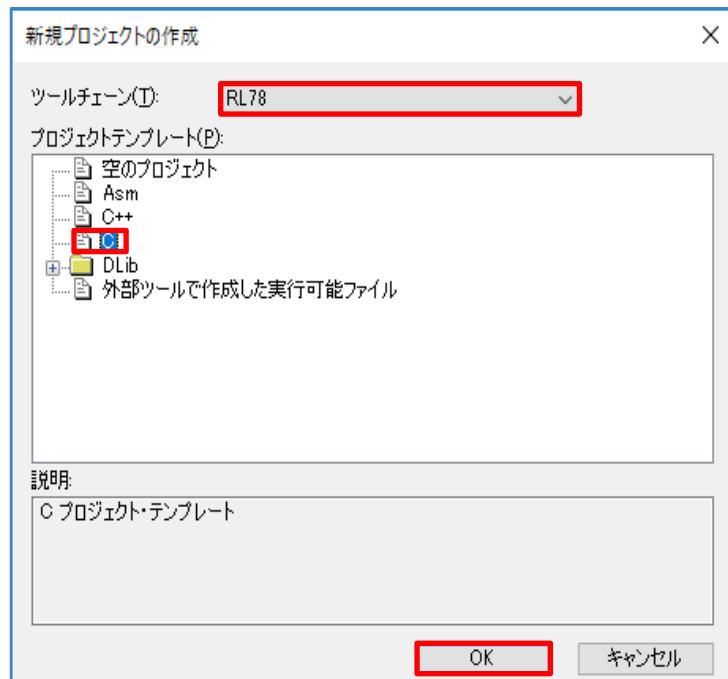 新規プロジェクトの作成
ツールチェーン(T): RL78
プロジェクトテンプレート(P):
空のプロジェクト
Asm
C++
C
DLib
外部ツールで作成した実行可能ファイル
説明:
C プロジェクト・テンプレート
OK キャンセル